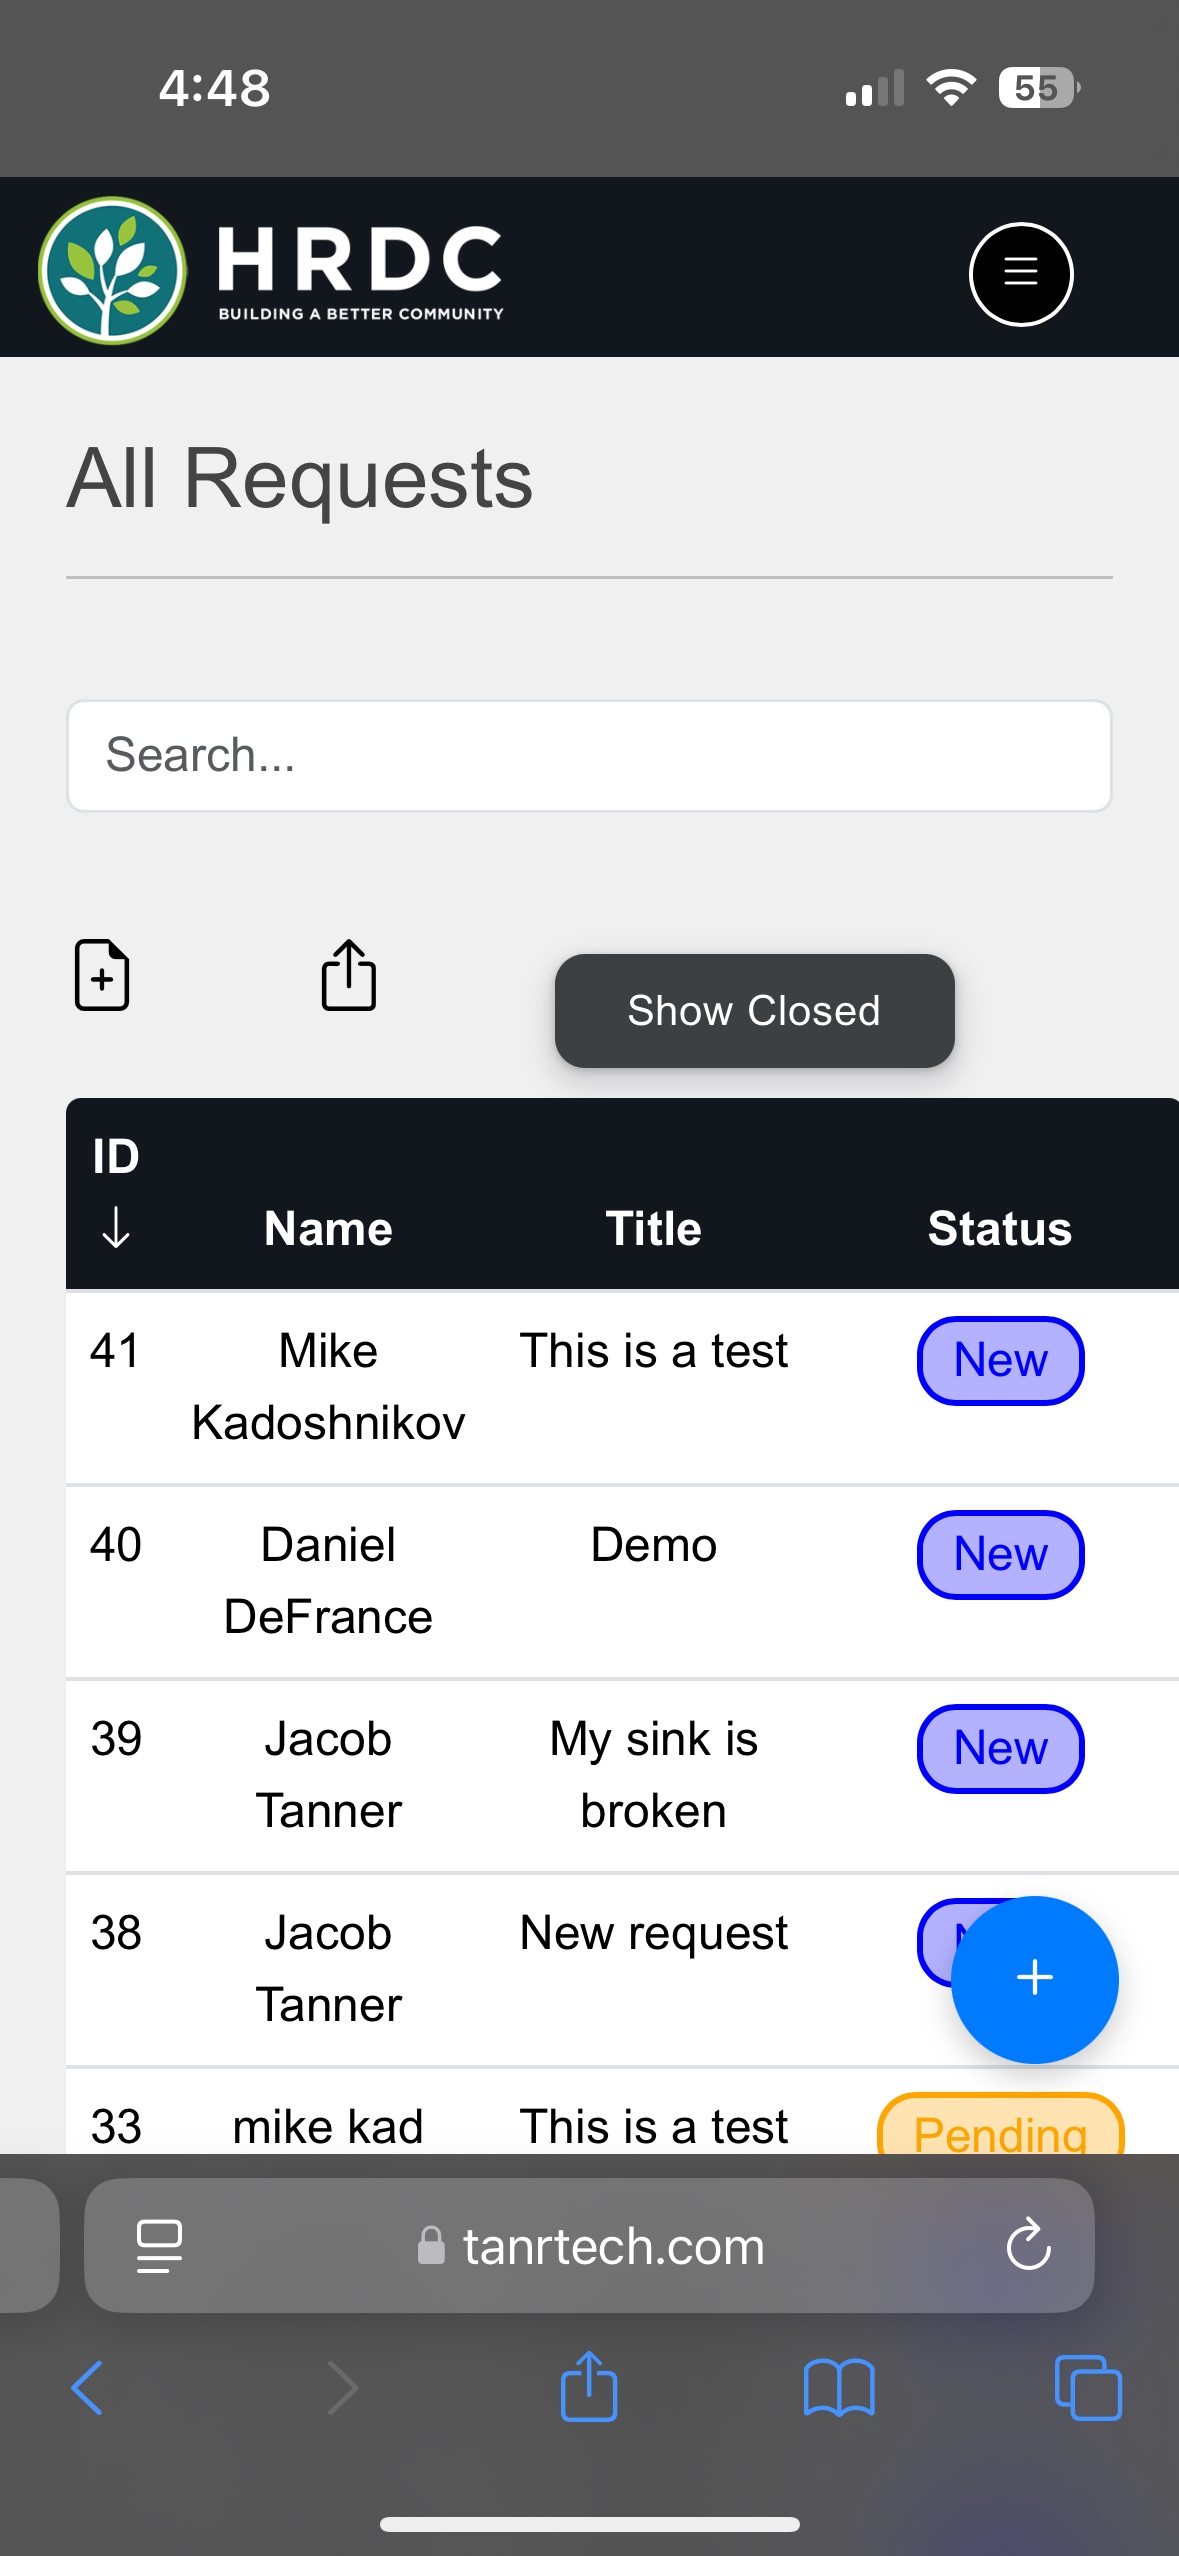 4:48
55
HRDC
BUILDING A BETTER COMMUNITY
All Requests
Search...
Show Closed
ID
Name Title Status
41 Mike This is a test New
Kadoshnikov
40 Daniel Demo New
DeFrance
39 Jacob My sink is New
Tanner broken
38 Jacob New request
Tanner
33 mike kad This is a test Pending
tanrtech.com